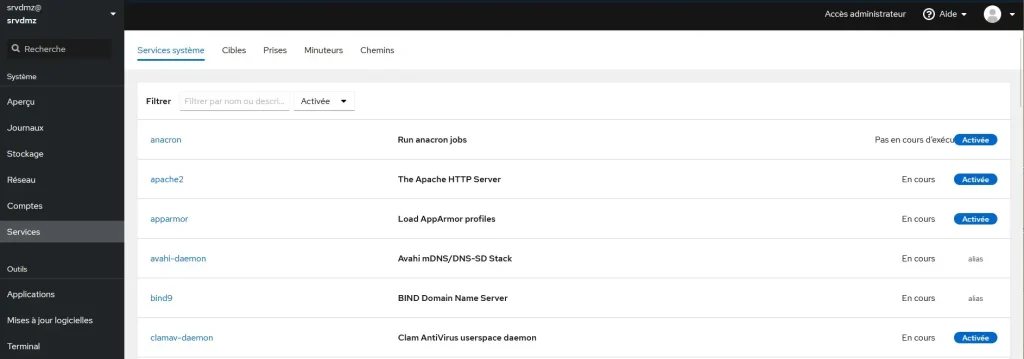 srvdmz@
srvdmz
Accès administrateur
Aide
Recherche
Système
Aperçu
Journaux
Stockage
Réseau
Comptes
Services
Outils
Applications
Mises à jour logicielles
Terminal
Services système Cibles Prises Minuteurs Chemins
Filtrer Filtrer par nom ou descri... Activée
anacron Run anacron jobs Pas en cours d'exécu Activée
apache2 The Apache HTTP Server En cours Activée
apparmor Load AppArmor profiles En cours Activée
avahi-daemon Avahi mDNS/DNS-SD Stack En cours alias
bind9 BIND Domain Name Server En cours alias
clamav-daemon Clam AntiVirus userspace daemon En cours Activée